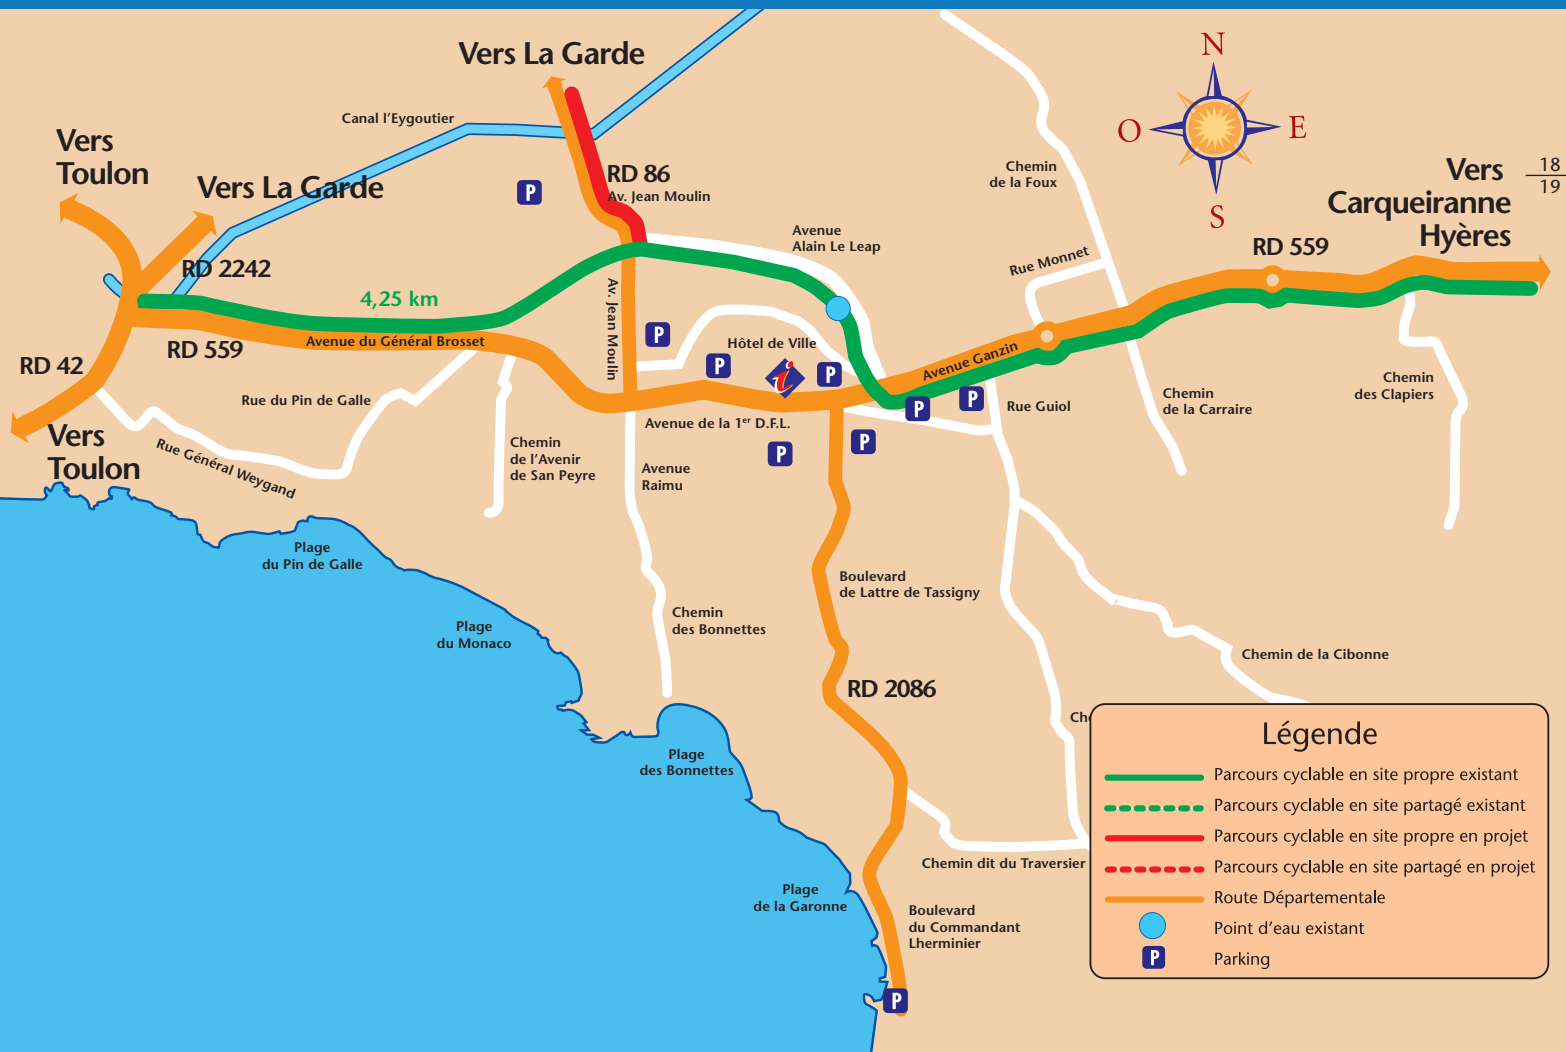 Vers La Garde
N
Canal l'Eygoutier
O
E
Vers
Toulon
Chemin
de la Foux
Vers
Carqueiranne
Hyères
18
19
RD 86
Av. Jean Moulin
Vers La Garde
S
Avenue
Alain Le Leap
RD 559
RD 2242
Rue Monnet
4,25 km
Av. Jean Moulin
P
P
P
P
P
P
P
P
P
Hôtel de Ville
i
RD 559
Avenue du Général Brosset
Avenue Ganzin
RD 42
Rue du Pin de Galle
Chemin
des Clapiers
Chemin
de la Carraire
Rue Guiol
Avenue de la 1er D.F.L.
Vers
Toulon
Rue Général Weygand
Chemin
de l'Avenir
de San Peyre
Avenue
Raimu
Plage
du Pin de Galle
Boulevard
de Lattre de Tassigny
Plage
du Monaco
Chemin
des Bonnettes
Chemin de la Cibonne
RD 2086
Plage
des Bonnettes
Chemin dit du Traversier
Plage
de la Garonne
Boulevard
du Commandant
Lherminier
Légende
Parcours cyclable en site propre existant
Parcours cyclable en site partagé existant
Parcours cyclable en site propre en projet
Parcours cyclable en site partagé en projet
Route Départementale
Point d'eau existant
P Parking